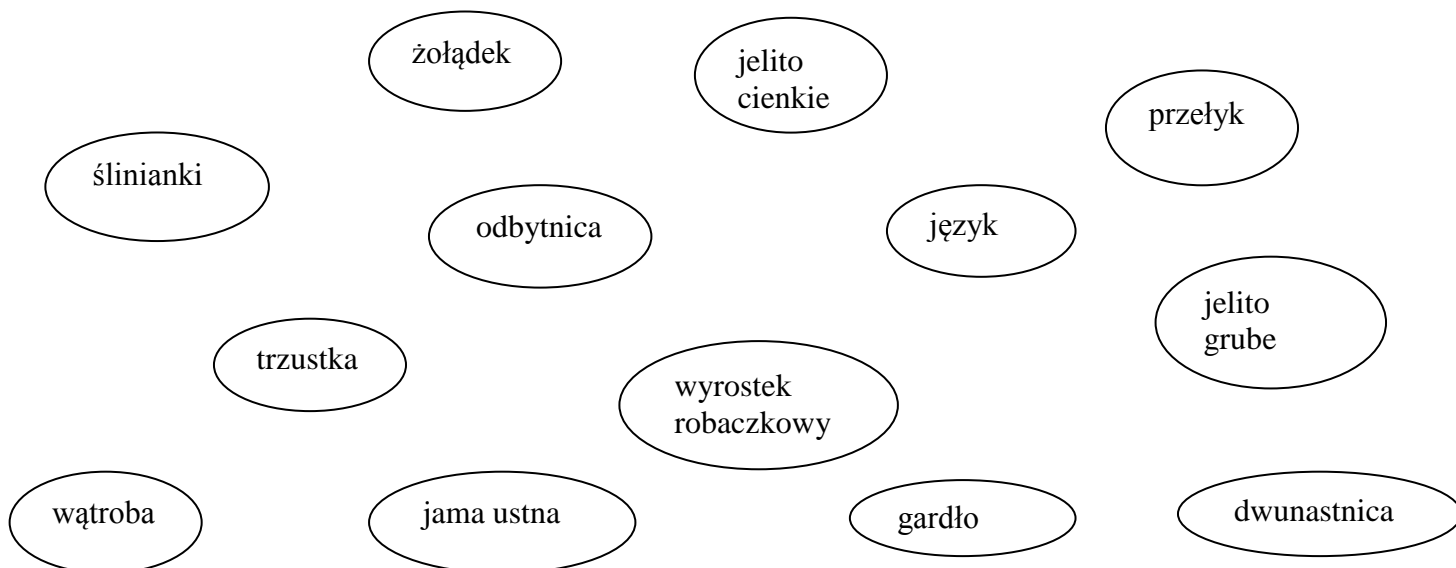 żołądek
jelito
cienkie
przełyk
ślinianki
odbytnica
język
jelito
grube
trzustka
wyrostek
robaczkowy
wątroba
jama ustna
gardło
dwunastnica